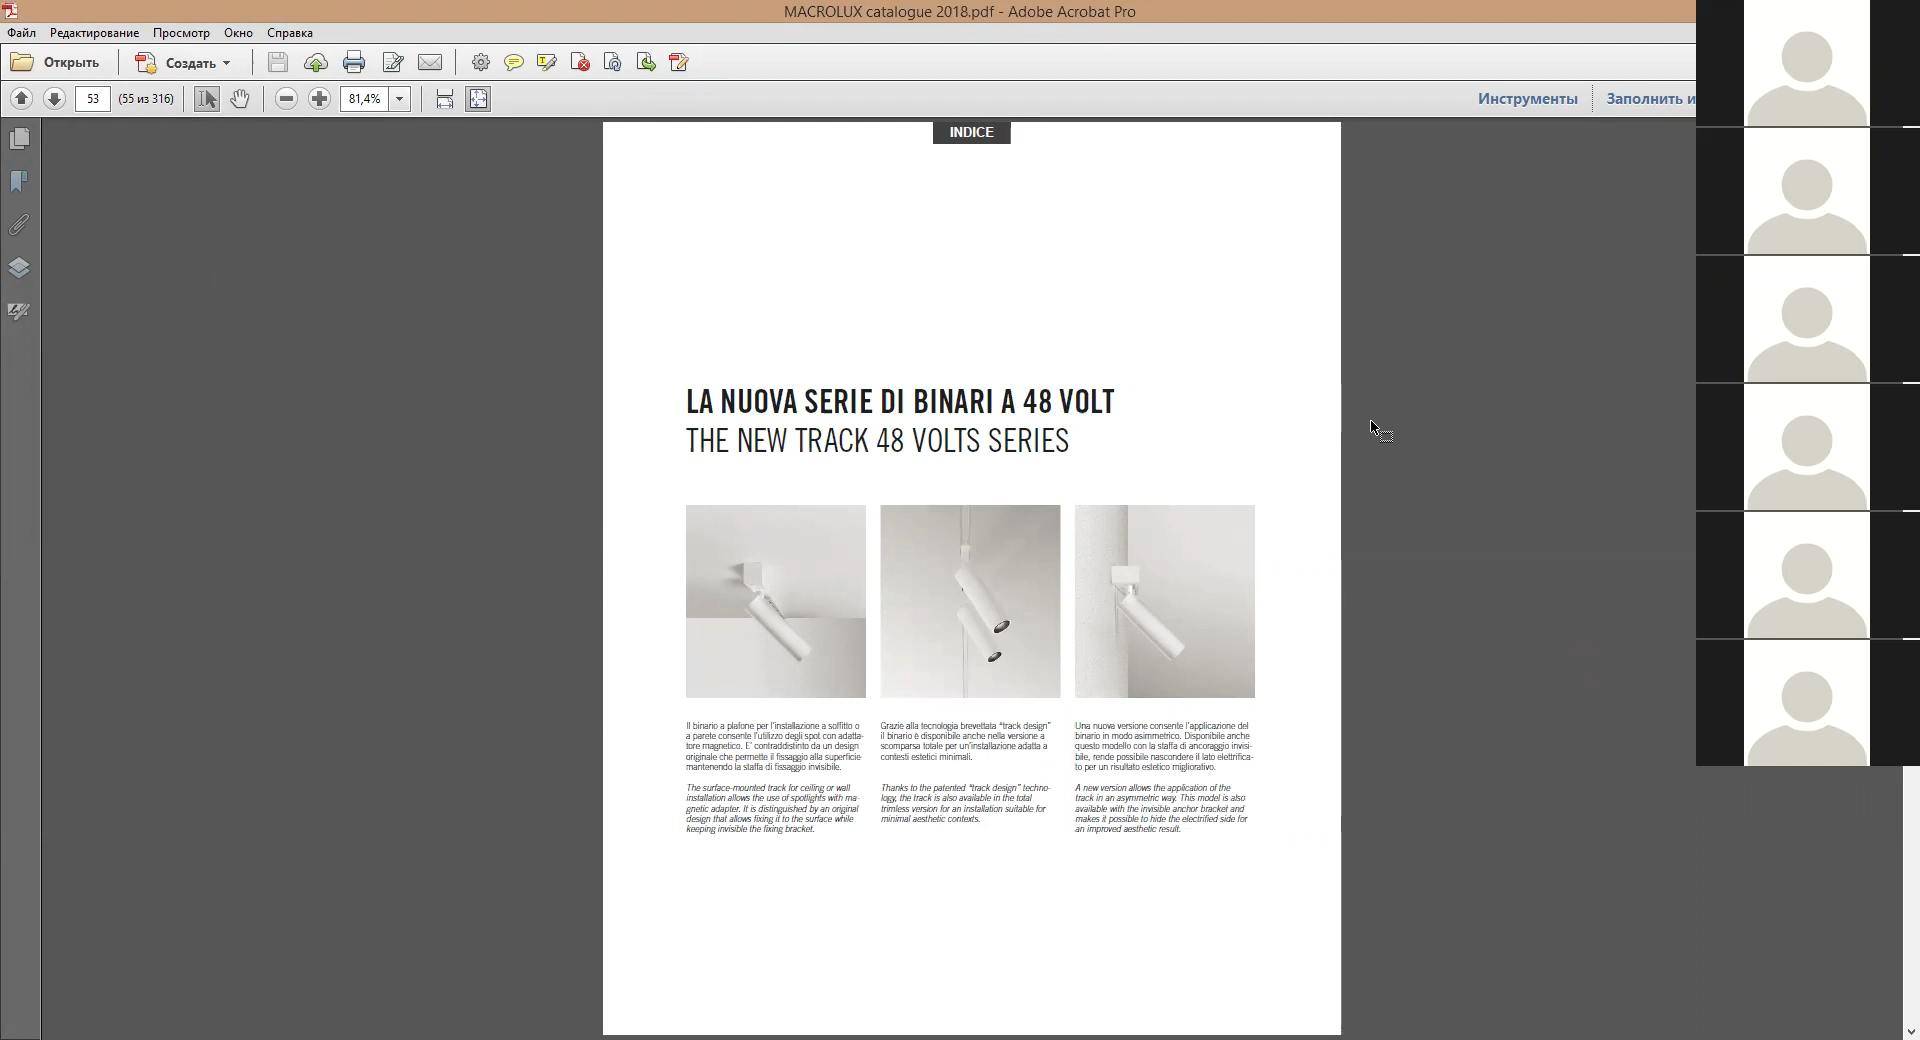 MACROLUX catalogue 2018.pdf - Adobe Acrobat Pro
Файл Редактирование Просмотр Окно Справка
Открыть Создать
53 (55 из 316) 81,4% Инструменты Заполнить и
INDICE
LA NUOVA SERIE DI BINARI A 48 VOLT
THE NEW TRACK 48 VOLTS SERIES
Il binario a plafone per l'installazione a soffitto o
a parete consente l'utilizzo degli spot con adatta-
tore magnetico. E' contraddistinto da un design
originale che permette il fissaggio alla superficie
mantenendo la staffa di fissaggio invisibile.
The surface-mounted track for ceiling or wall
installation allows the use of spotlights with ma-
gnetic adapter. It is distinguished by an original
design that allows fixing it to the surface while
keeping invisible the fixing bracket.
Grazie alla tecnologia brevettata “track design”
il binario è disponibile anche nella versione a
scomparsa totale per un'installazione adatta a
contesti estetici minimali.
Thanks to the patented “track design” techno-
logy, the track is also available in the total
trimless version for an installation suitable for
minimal aesthetic contexts.
Una nuova versione consente l'applicazione del
binario in modo asimmetrico. Disponibile anche
questo modello con la staffa di ancoraggio invisi-
bile, rende possibile nascondere il lato elettrifica-
to per un risultato estetico migliorativo.
A new version allows the application of the
track in an asymmetric way. This model is also
available with the invisible anchor bracket and
makes it possible to hide the electrified side for
an improved aesthetic result.